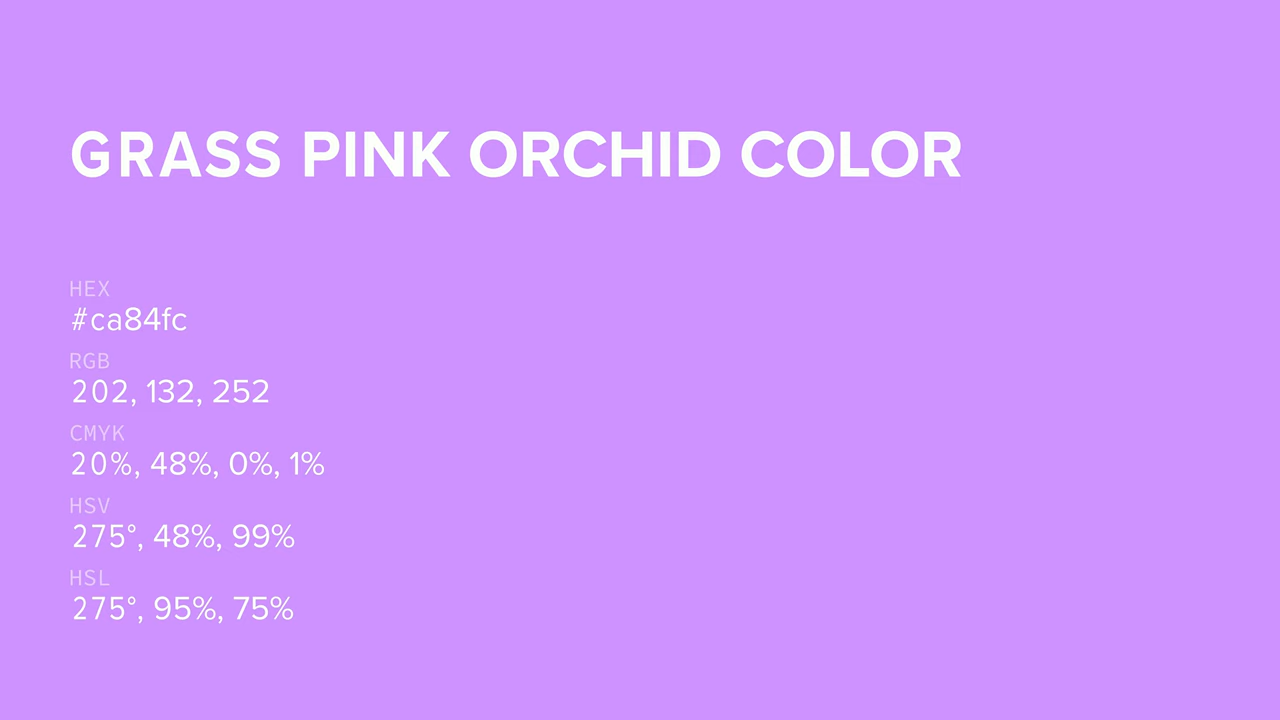 GRASS PINK ORCHID COLOR
HEX
#ca84fc
RGB
202, 132, 252
CMYK
20%, 48%, 0%, 1%
HSV
275°, 48%, 99%
HSL
275°, 95%, 75%